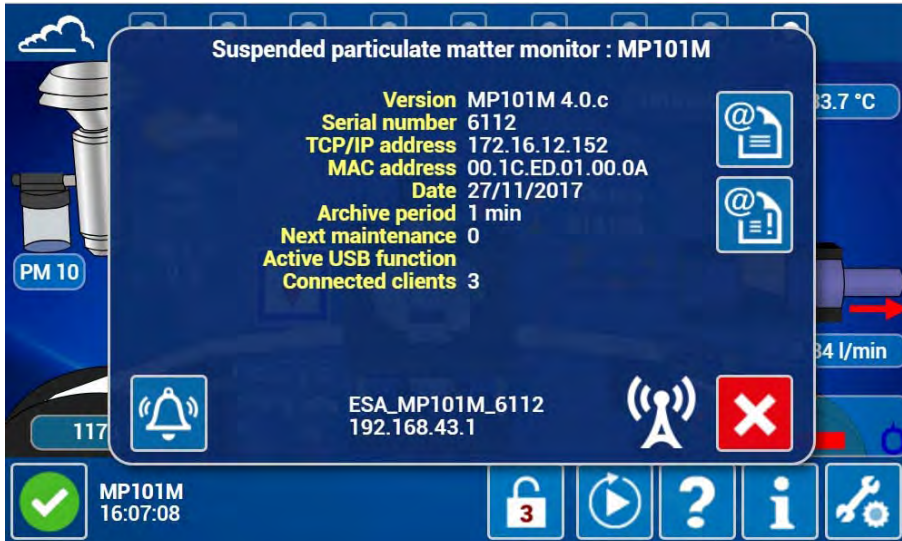 Suspended particulate matter monitor : MP101M
Version MP101M 4.0.c
Serial number 6112
TCP/IP address 172.16.12.152
MAC address 00.1C.ED.01.00.0A
Date 27/11/2017
Archive period 1 min
Next maintenance 0
Active USB function
Connected clients 3
@
@
!
33.7 °C
PM 10
34 l/min
117
ESA_MP101M_6112
192.168.43.1
MP101M
16:07:08
3
?
i